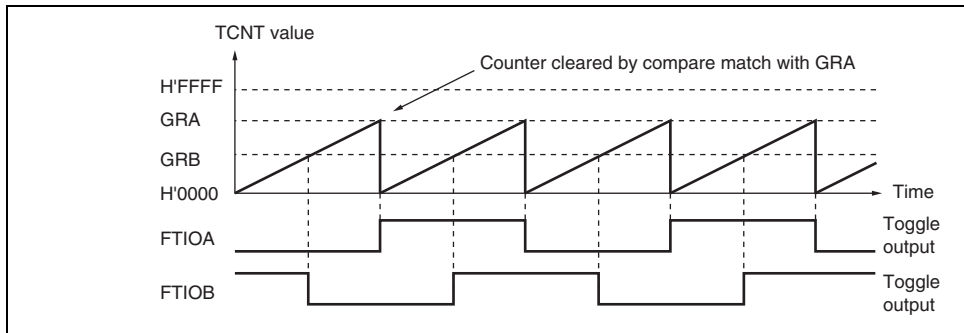 TCNT value
Counter cleared by compare match with GRA
H'FFFF
GRA
GRB
H'0000
Time
FTIOA
Toggle
output
FTIOB
Toggle
output